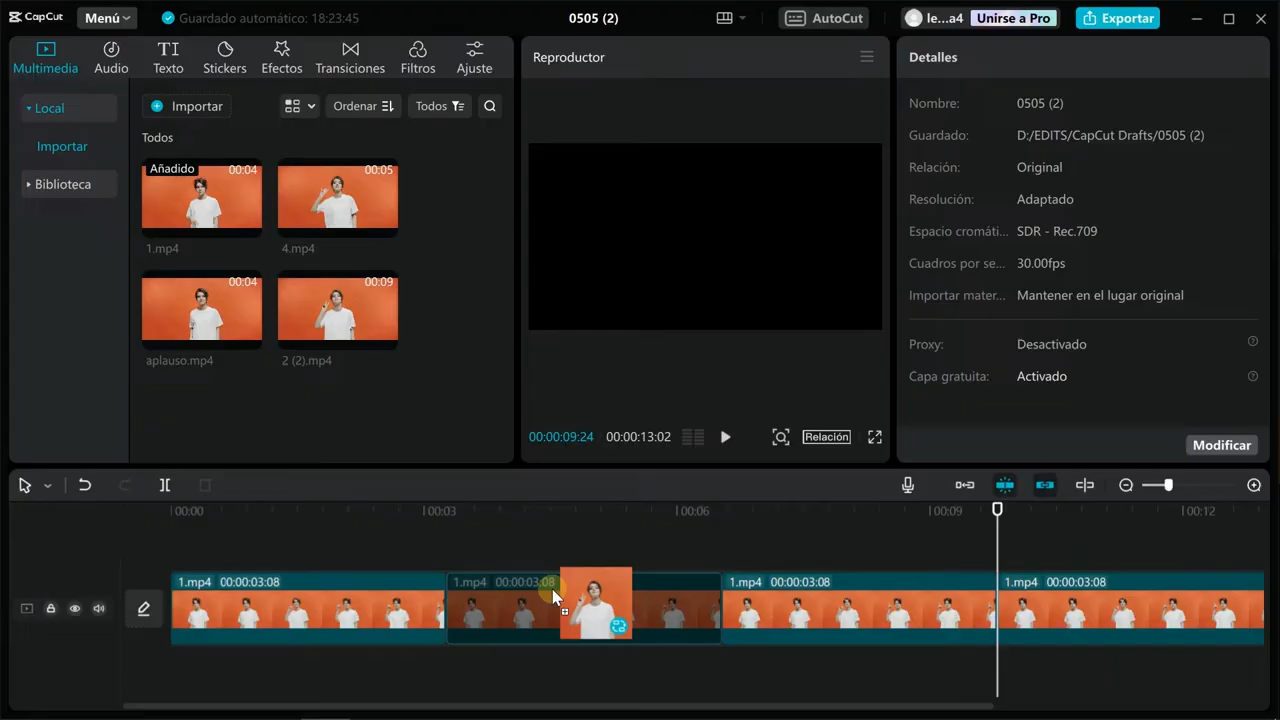 CapCut
Menú
Guardado automático: 18:23:45
0505 (2)
AutoCut
le...a4
Unirse a Pro
Exportar
Multimedia
Audio
Texto
Stickers
Efectos
Transiciones
Filtros
Ajuste
Local
Importar
Biblioteca
Importar
Ordenar
Todos
Todos
Añadido
00:04
00:05
1.mp4
4.mp4
00:04
00:09
aplauso.mp4
2 (2).mp4
Reproductor
00:00:09:24
00:00:13:02
Relación
Detalles
Nombre: 0505 (2)
Guardado: D:/EDITS/CapCut Drafts/0505 (2)
Relación: Original
Resolución: Adaptado
Espacio cromáti... SDR - Rec.709
Cuadros por se... 30.00fps
Importar mater... Mantener en el lugar original
Proxy: Desactivado
Capa gratuita: Activado
Modificar
00:00
00:03
00:06
00:09
00:12
1.mp4 00:00:03:08
1.mp4 00:00:03:08
1.mp4 00:00:03:08
1.mp4 00:00:03:08